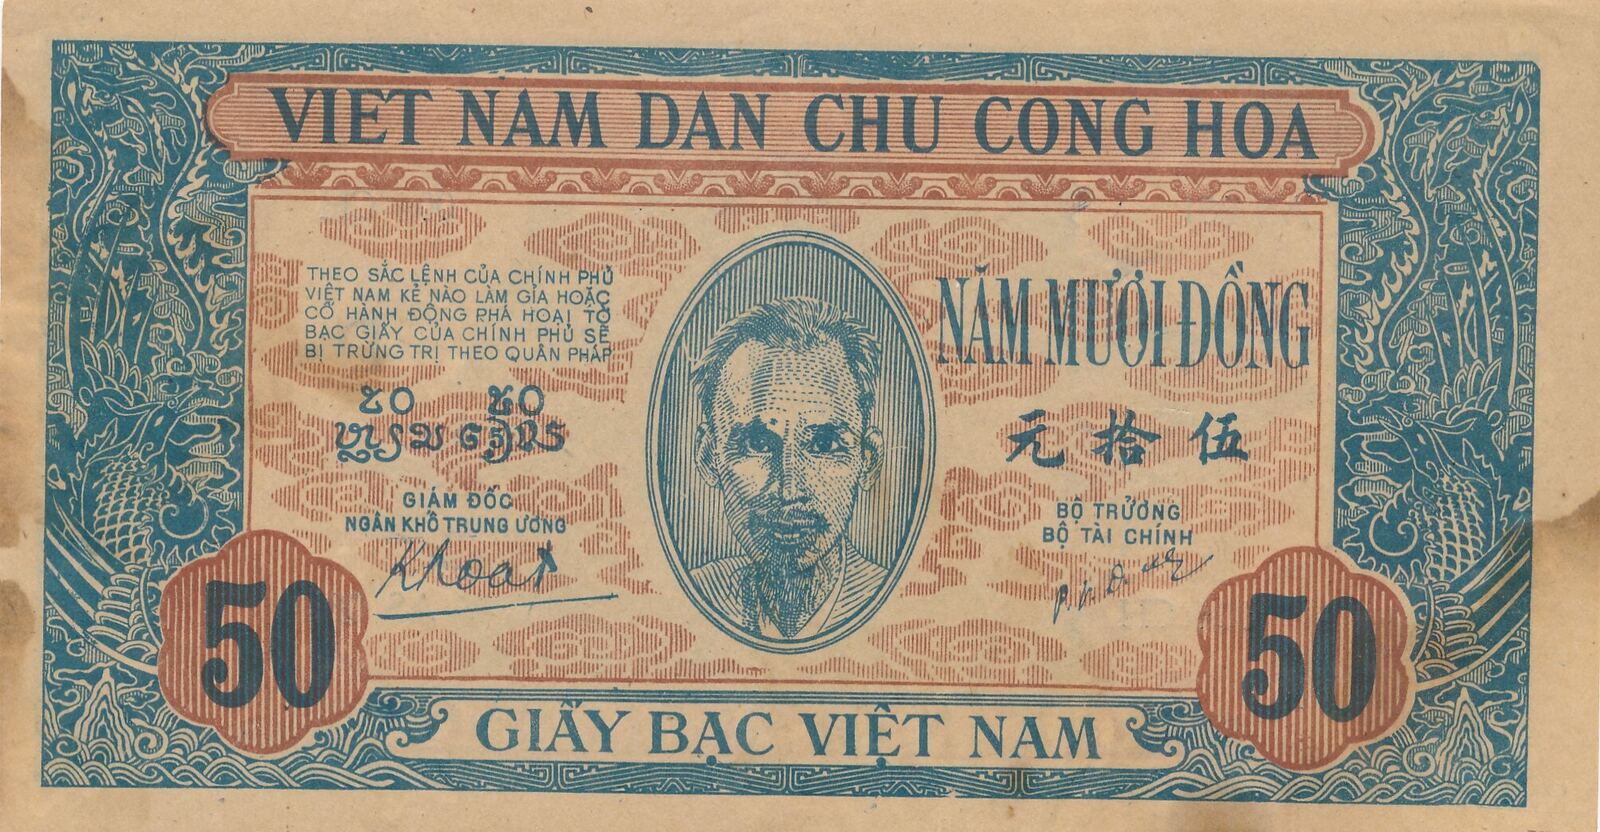 VIET NAM DAN CHU CONG HOA
THEO SẮC LỆNH CỦA CHÍNH PHỦ
VIỆT NAM KẺ NÀO LÀM GỈA HOẶC
CÓ HÀNH ĐỘNG PHÁ HOẠI TỜ
BẠC GIẤY CỦA CHÍNH PHỦ SẼ
BỊ TRỪNG TRỊ THEO QUÂN PHÁP
GIÁM ĐỐC
NGÂN KHỐ TRUNG ƯƠNG
NĂM MƯƠI ĐỒNG
元拾伍
BỘ TRƯỞNG
BỘ TÀI CHÍNH
50
50
GIẤY BẠC VIỆT NAM